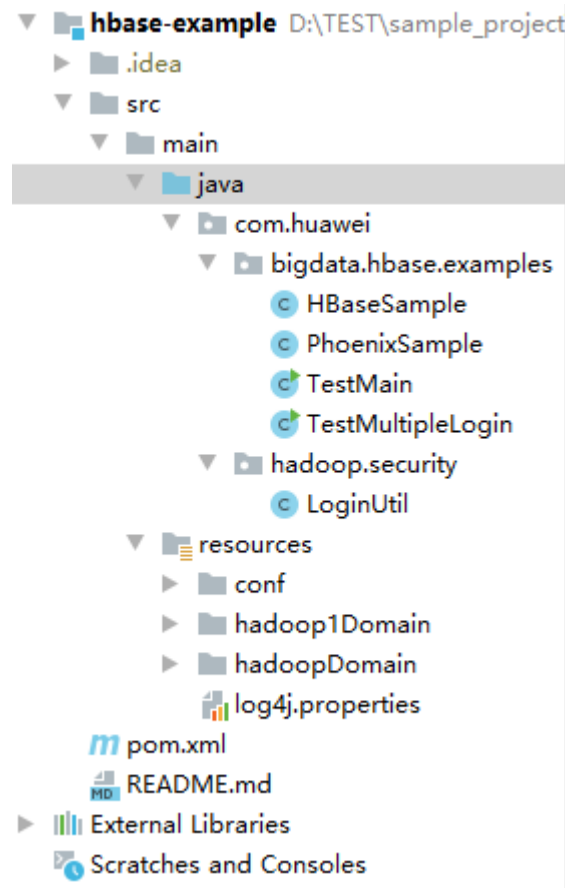 hbase-example D:\TEST\sample_project
.idea
src
main
java
com.huawei
bigdata.hbase.examples
C HBaseSample
C PhoenixSample
C TestMain
C TestMultipleLogin
hadoop.security
C LoginUtil
resources
conf
hadoop1Domain
hadoopDomain
log4j.properties
m pom.xml
MD README.md
External Libraries
Scratches and Consoles